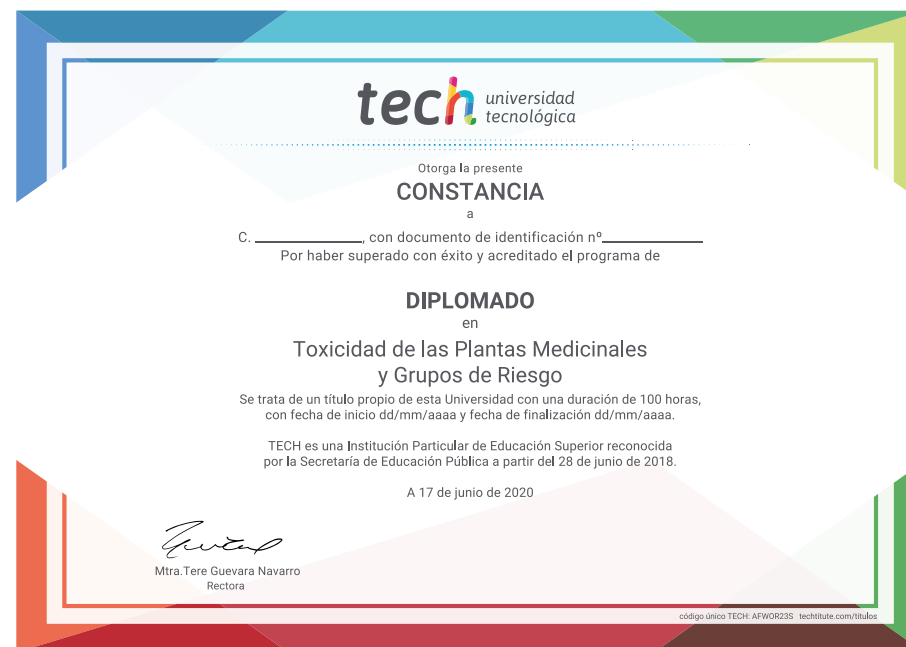 tech universidad
tecnológica
Otorga la presente
CONSTANCIA
a
C. ____________, con documento de identificación nº____________
Por haber superado con éxito y acreditado el programa de
DIPLOMADO
en
Toxicidad de las Plantas Medicinales
y Grupos de Riesgo
Se trata de un título propio de esta Universidad con una duración de 100 horas,
con fecha de inicio dd/mm/aaaa y fecha de finalización dd/mm/aaaa.
TECH es una Institución Particular de Educación Superior reconocida
por la Secretaría de Educación Pública a partir del 28 de junio de 2018.
A 17 de junio de 2020
Mtra.Tere Guevara Navarro
Rectora
código único TECH: AFWOR23S techtitute.com/titulos